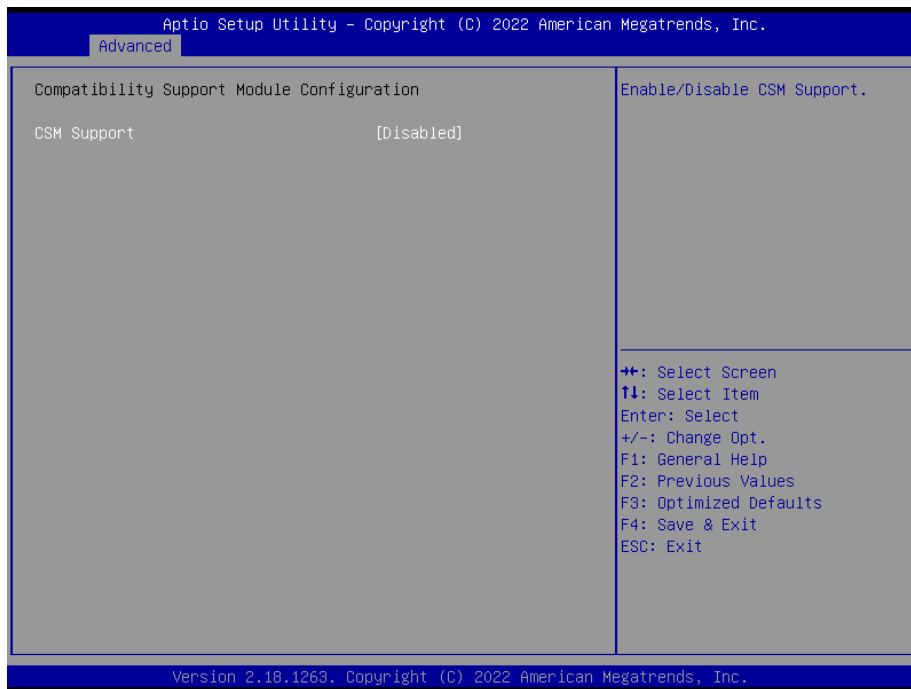 Aptio Setup Utility – Copyright (C) 2022 American Megatrends, Inc.
Advanced
Compatibility Support Module Configuration
CSM Support [Disabled]
Enable/Disable CSM Support.
→←: Select Screen
↑↓: Select Item
Enter: Select
+/-: Change Opt.
F1: General Help
F2: Previous Values
F3: Optimized Defaults
F4: Save & Exit
ESC: Exit
Version 2.18.1263. Copyright (C) 2022 American Megatrends, Inc.